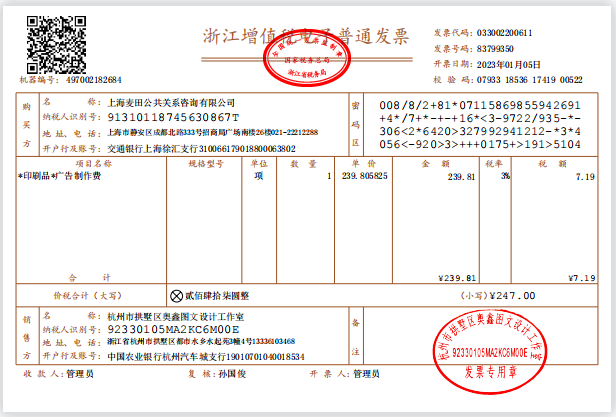 浙江增值税电子普通发票
全国统一发票监制章
国家税务总局
浙江省税务局
机器编号: 497002182684
发票代码: 033002200611
发票号码: 83799350
开票日期: 2023年01月05日
校 验 码: 07933 18536 17419 00522
购买方
名 称: 上海麦田公共关系咨询有限公司
纳税人识别号: 91310118745630867T
地 址、电 话: 上海市静安区成都北路333号招商局广场南楼26楼021-22212288
开户行及账号: 交通银行上海徐汇支行310066179018800063802
密码区
008/8/2+81*07115869855942691
+4*/7+*-+-+16*<3-9722/935-*-
306<2*6420>327992941212-*3*4
056<-920>3>+++0175+>191>5104
项目名称 规格型号 单位 数 量 单 价 金 额 税率 税 额
*印刷品*广告制作费 项 1 239.805825 239.81 3% 7.19
合 计 ¥239.81 ¥7.19
价税合计（大写） ⊗贰佰肆拾柒圆整 (小写)¥247.00
销售方
名 称: 杭州市拱墅区奥鑫图文设计工作室
纳税人识别号: 92330105MA2KC6M00E
地 址、电 话: 浙江省杭州市拱墅区都市水乡水起苑3幢4号13336103468
开户行及账号: 中国农业银行杭州汽车城支行19010701040018534
备注
杭州市拱墅区奥鑫图文设计工作室
92330105MA2KC6M00E
发票专用章
收 款 人: 管理员 复 核: 孙国俊 开 票 人: 管理员